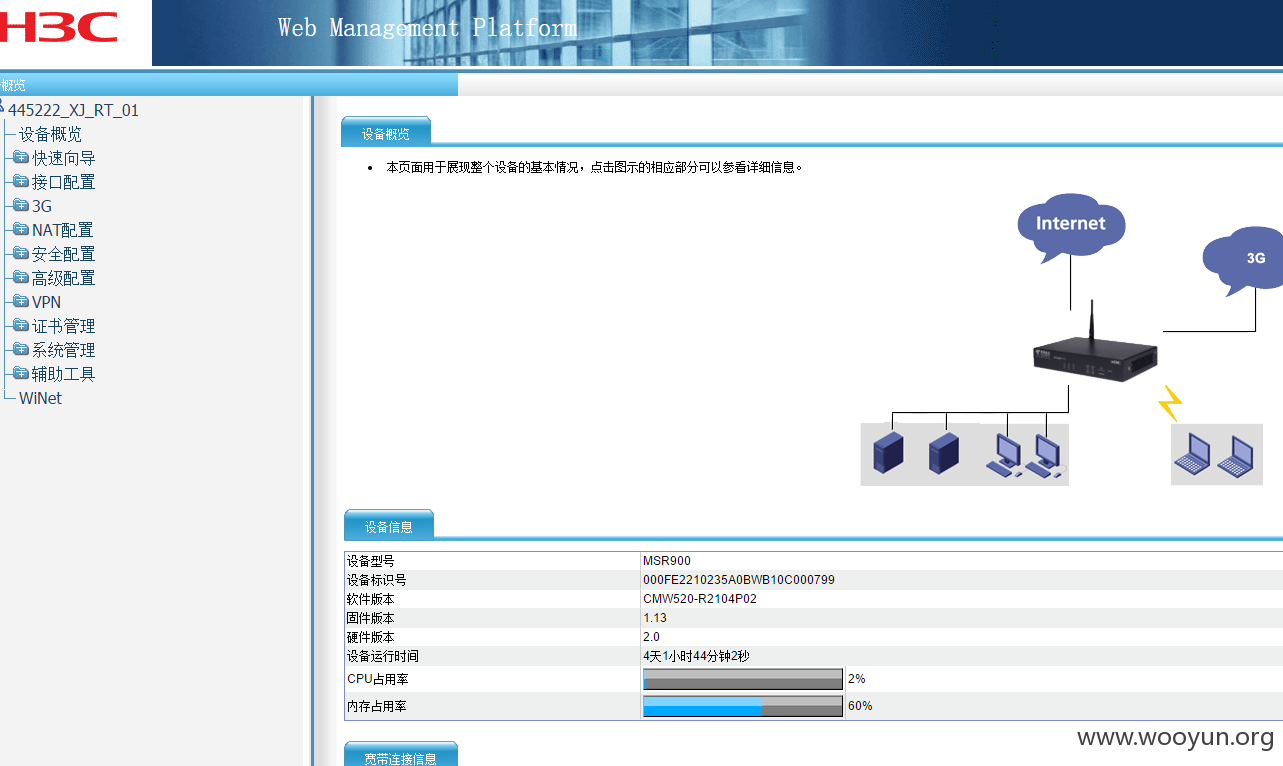 H3C
Web Management Platform
概览
445222_XJ_RT_01
设备概览
快速向导
接口配置
3G
NAT配置
安全配置
高级配置
VPN
证书管理
系统管理
辅助工具
WiNet
设备概览
本页面用于展现整个设备的基本情况，点击图示的相应部分可以参看详细信息。
Internet
3G
设备信息
设备型号 MSR900
设备标识号 000FE2210235A0BWB10C000799
软件版本 CMW520-R2104P02
固件版本 1.13
硬件版本 2.0
设备运行时间 4天1小时44分钟2秒
CPU占用率 2%
内存占用率 60%
宽带连接信息
www.wooyun.org